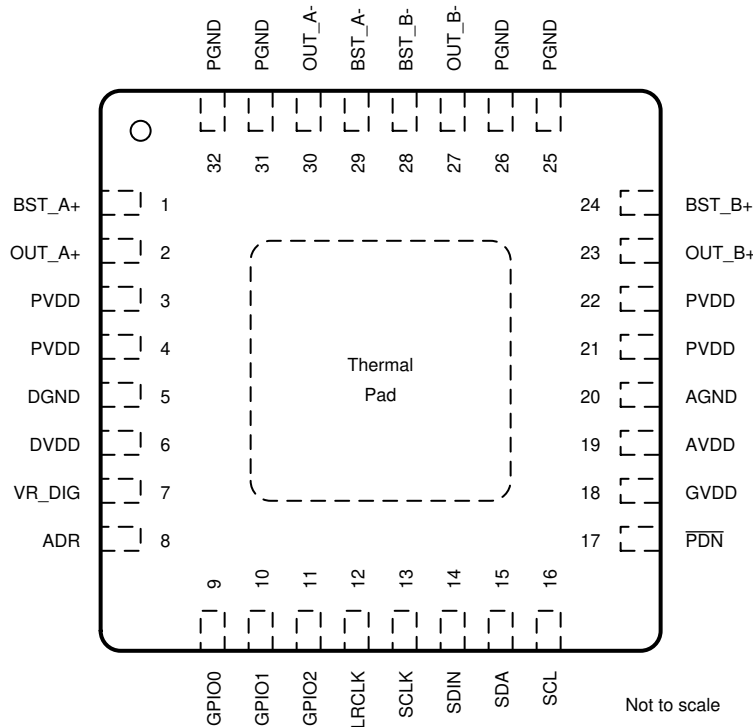 PGND
PGND
OUT_A-
BST_A-
BST_B-
OUT_B-
PGND
PGND
32
31
30
29
28
27
26
25
BST_A+ 1
OUT_A+ 2
PVDD 3
PVDD 4
DGND 5
DVDD 6
VR_DIG 7
ADR 8
Thermal
Pad
24 BST_B+
23 OUT_B+
22 PVDD
21 PVDD
20 AGND
19 AVDD
18 GVDD
17 PDN
9
10
11
12
13
14
15
16
GPIO0
GPIO1
GPIO2
LRCLK
SCLK
SDIN
SDA
SCL
Not to scale